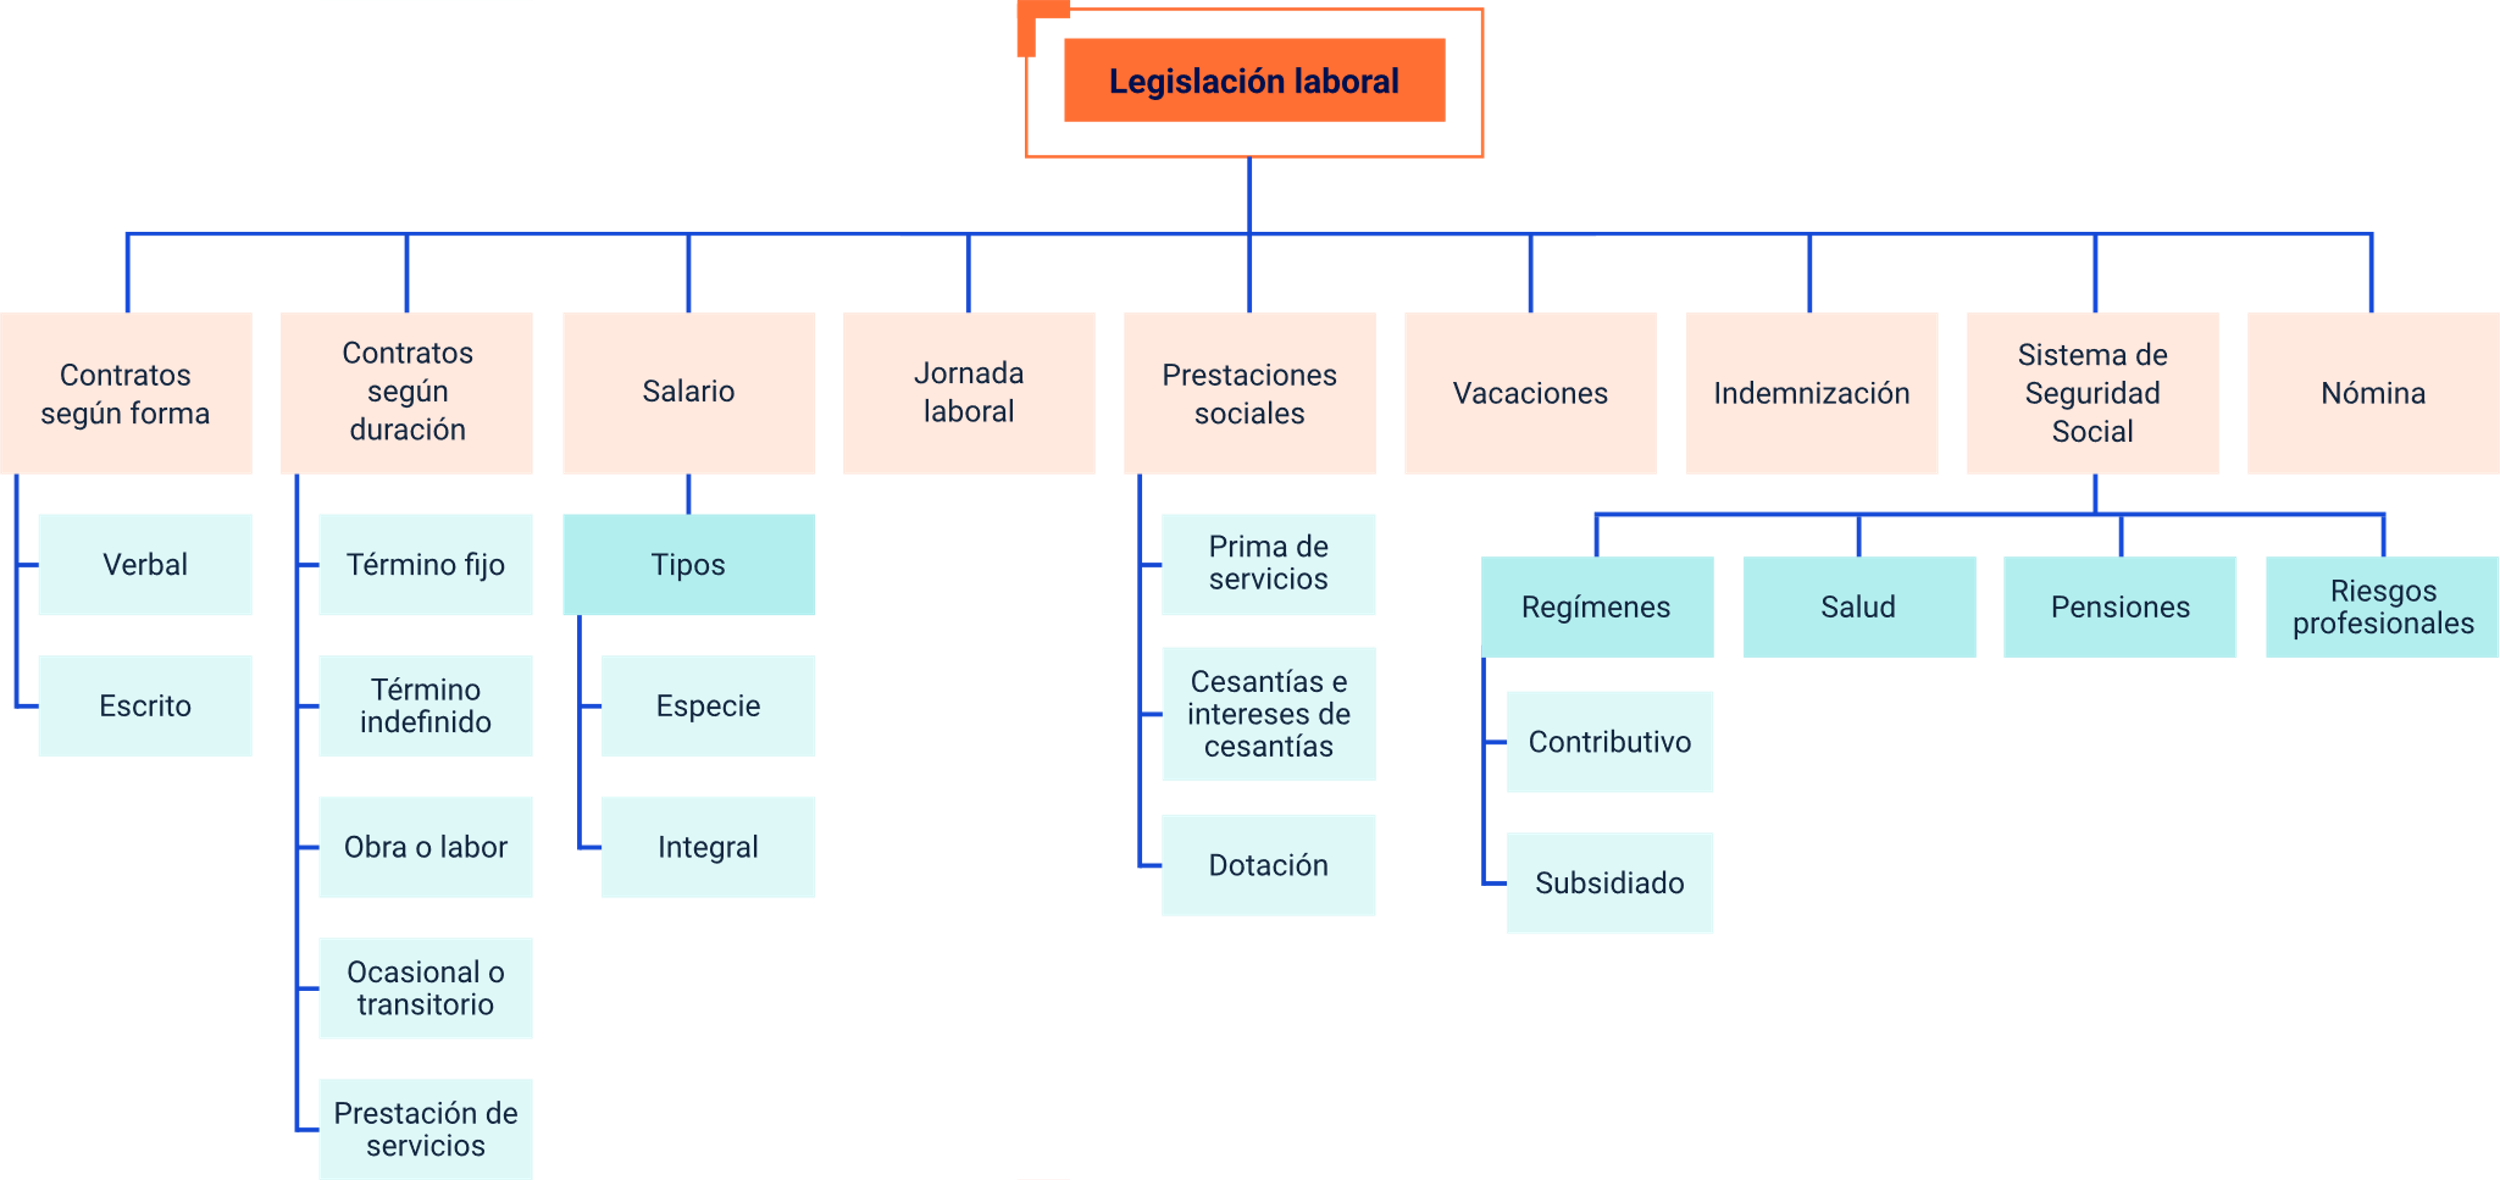 Legislación laboral
Contratos
según forma
Verbal
Escrito
Contratos
según
duración
Término fijo
Término
indefinido
Obra o labor
Ocasional o
transitorio
Prestación de
servicios
Salario
Tipos
Especie
Integral
Jornada
laboral
Prestaciones
sociales
Prima de
servicios
Cesantías e
intereses de
cesantías
Dotación
Vacaciones
Indemnización
Sistema de
Seguridad
Social
Regímenes
Contributivo
Subsidiado
Salud
Pensiones
Riesgos
profesionales
Nómina